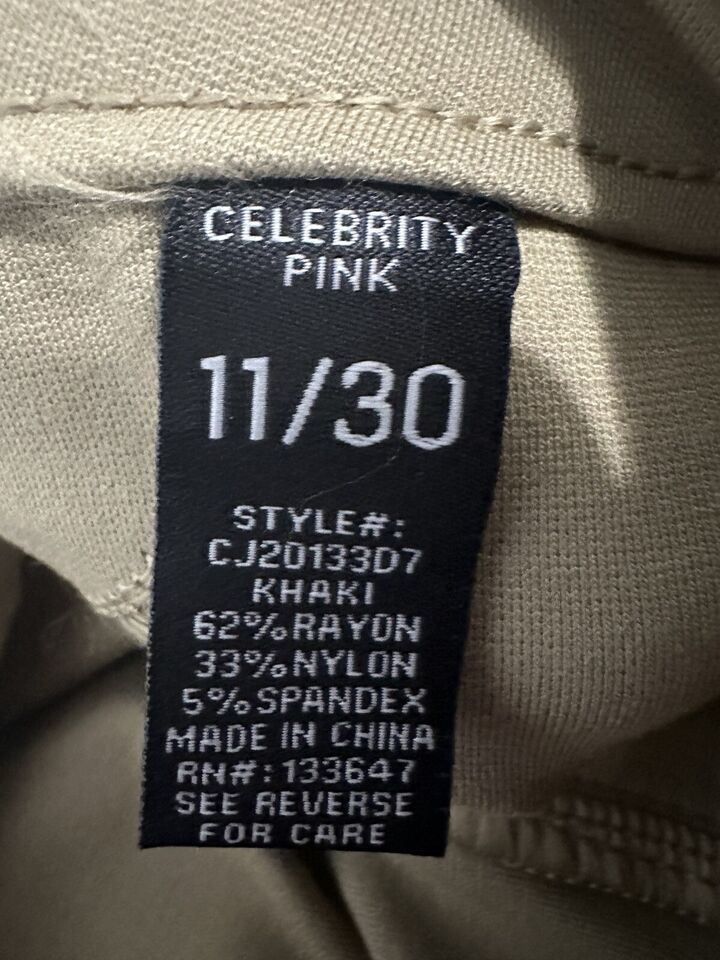 CELEBRITY
PINK
11/30
STYLE#:
CJ20133D7
KHAKI
62%RAYON
33%NYLON
5%SPANDEX
MADE IN CHINA
RN#:133647
SEE REVERSE
FOR CARE